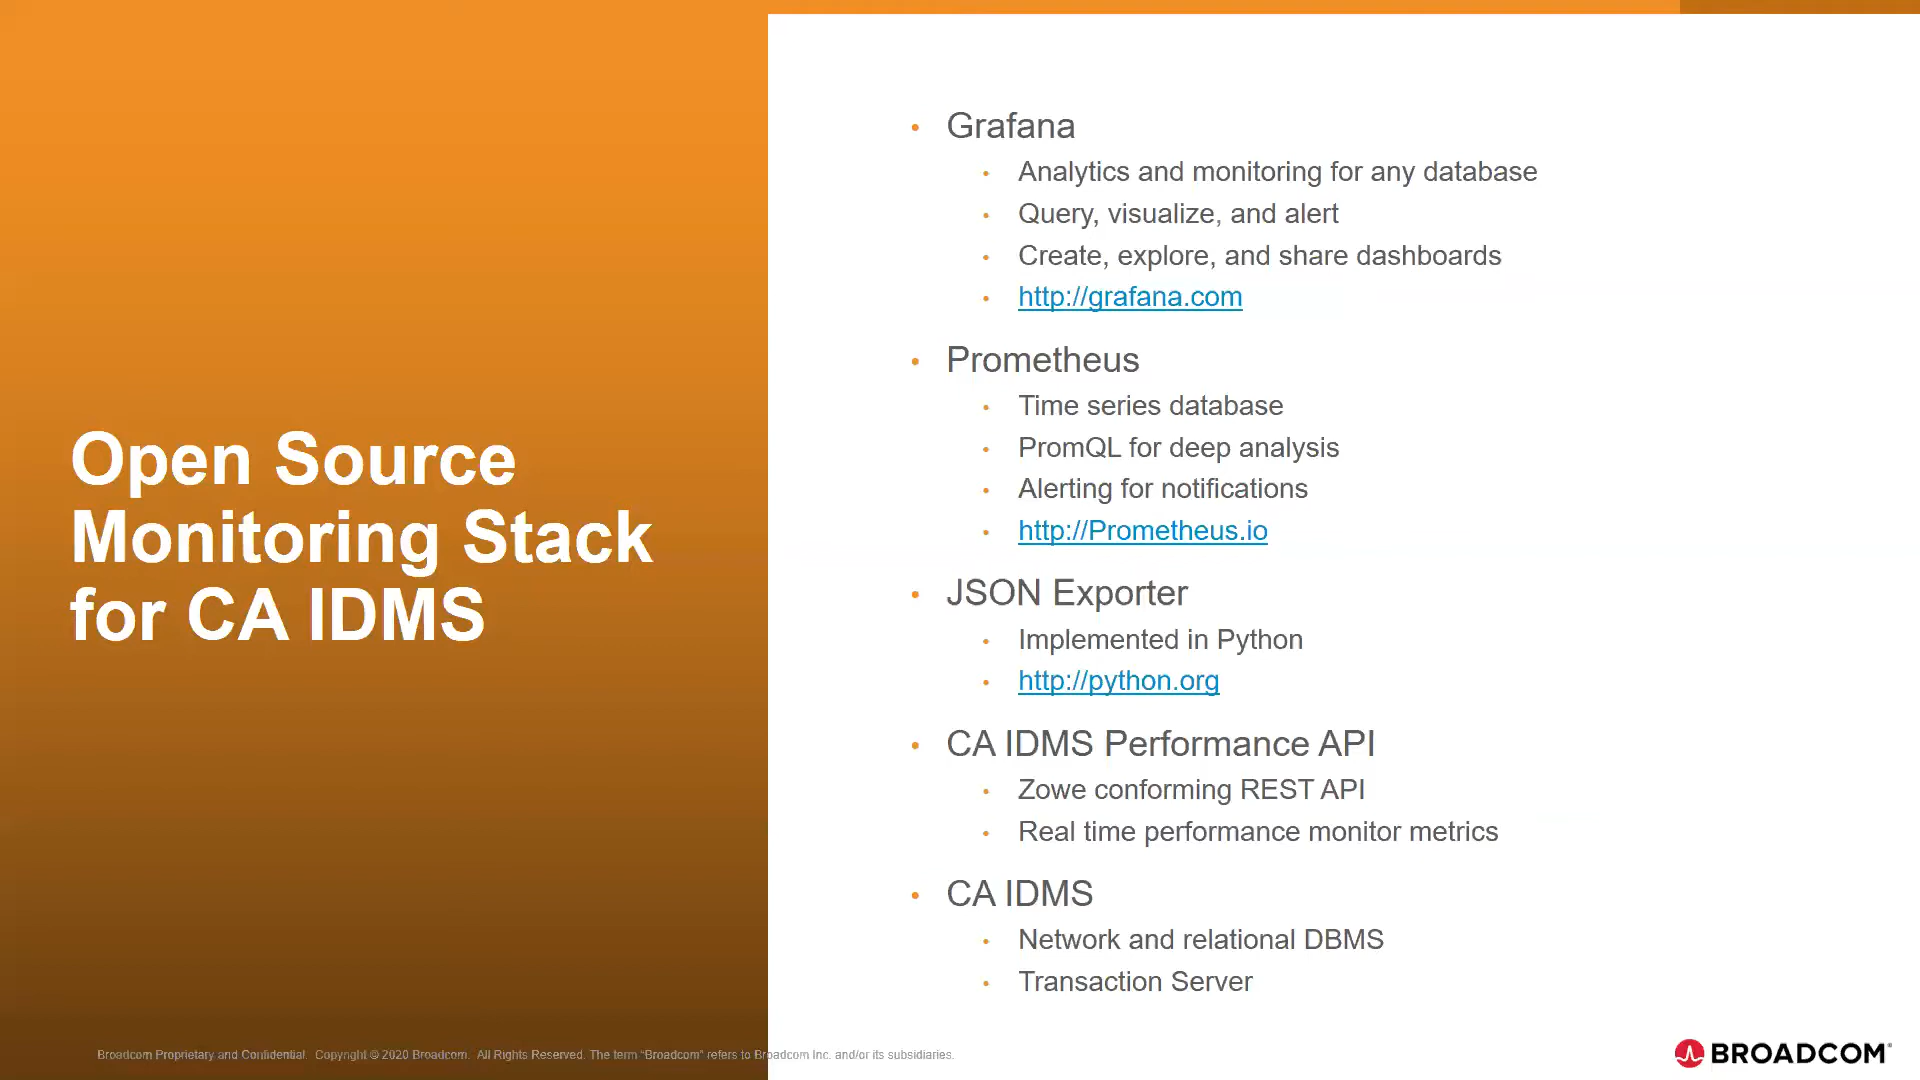 Open Source
Monitoring Stack
for CA IDMS
• Grafana
• Analytics and monitoring for any database
• Query, visualize, and alert
• Create, explore, and share dashboards
• http://grafana.com
• Prometheus
• Time series database
• PromQL for deep analysis
• Alerting for notifications
• http://Prometheus.io
• JSON Exporter
• Implemented in Python
• http://python.org
• CA IDMS Performance API
• Zowe conforming REST API
• Real time performance monitor metrics
• CA IDMS
• Network and relational DBMS
• Transaction Server
Broadcom Proprietary and Confidential. Copyright © 2020 Broadcom. All Rights Reserved. The term “Broadcom” refers to Broadcom Inc. and/or its subsidiaries.
BROADCOM®